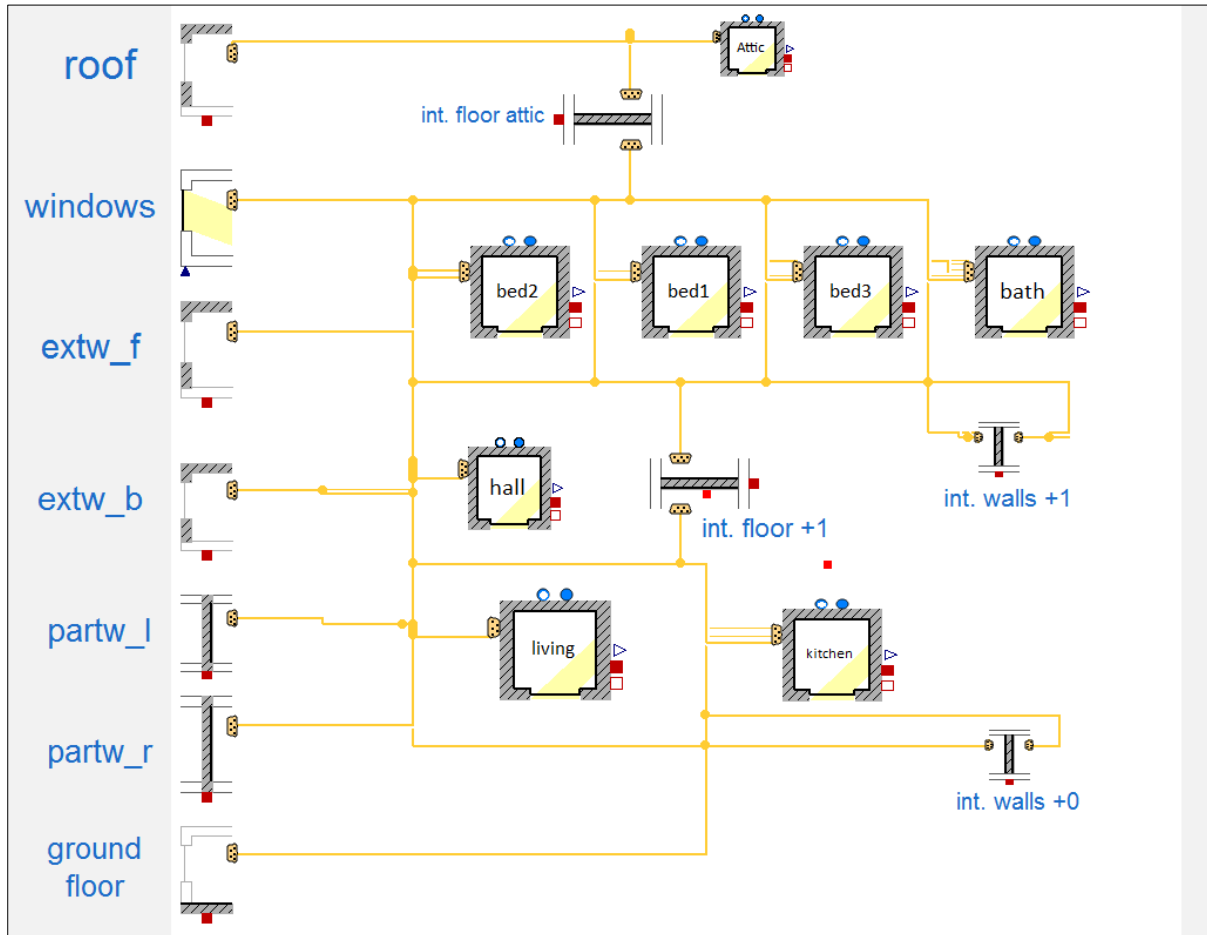 roof
Attic
int. floor attic
windows
bed2
bed1
bed3
bath
extw_f
hall
int. walls +1
extw_b
int. floor +1
partw_l
living
kitchen
partw_r
int. walls +0
ground
floor